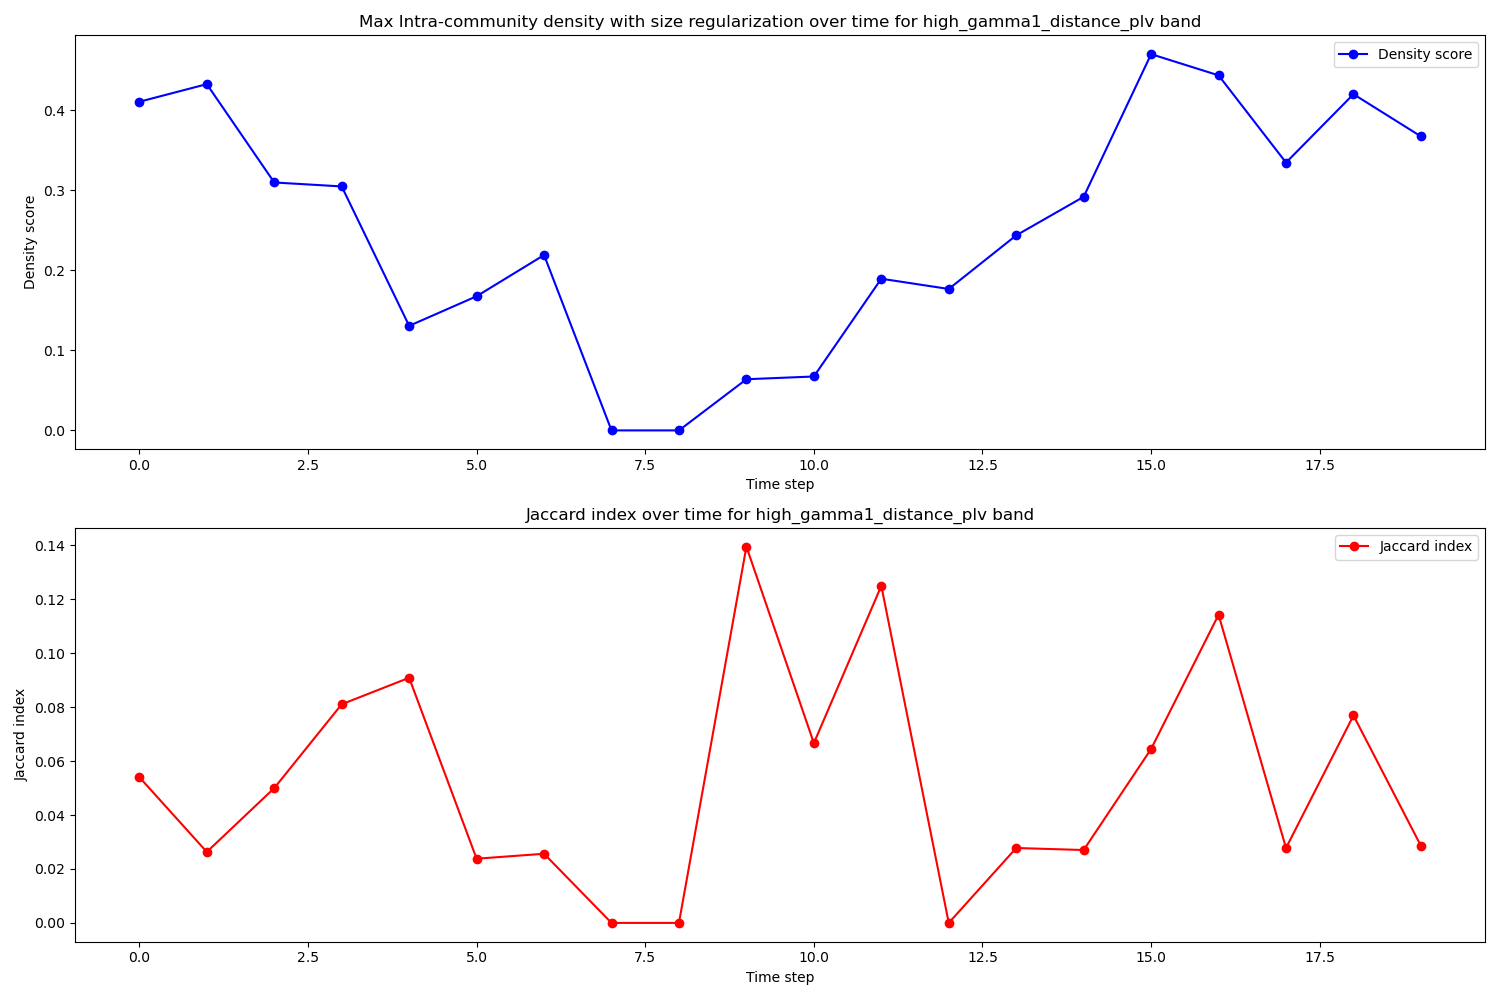 Max Intra-community density with size regularization over time for high_gamma1_distance_plv band
Density score
Density score
0.4
0.3
0.2
0.1
0.0
0.0 2.5 5.0 7.5 10.0 12.5 15.0 17.5
Time step
Jaccard index over time for high_gamma1_distance_plv band
Jaccard index
Jaccard index
0.14
0.12
0.10
0.08
0.06
0.04
0.02
0.00
0.0 2.5 5.0 7.5 10.0 12.5 15.0 17.5
Time step